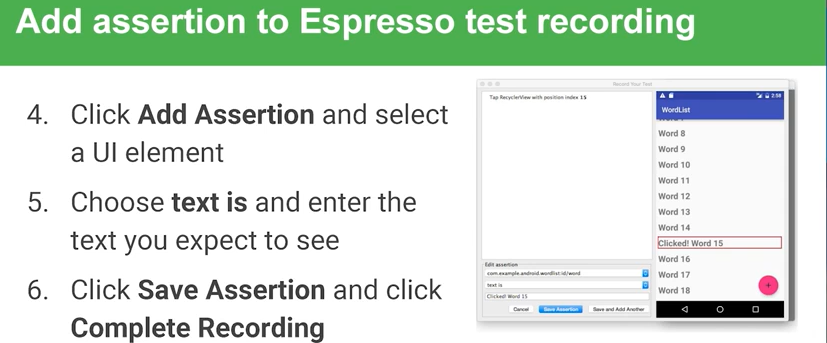 Add assertion to Espresso test recording
4. Click Add Assertion and select
a UI element
5. Choose text is and enter the
text you expect to see
6. Click Save Assertion and click
Complete Recording
Record Your Test
Tap RecyclerView with position index 15
Edit assertion
com.example.android.wordlist:id/word
text is
Clicked! Word 15
Cancel
Save Assertion
Save and Add Another
2:58
WordList
Word 8
Word 9
Word 10
Word 11
Word 12
Word 13
Word 14
Clicked! Word 15
Word 16
Word 17
Word 18